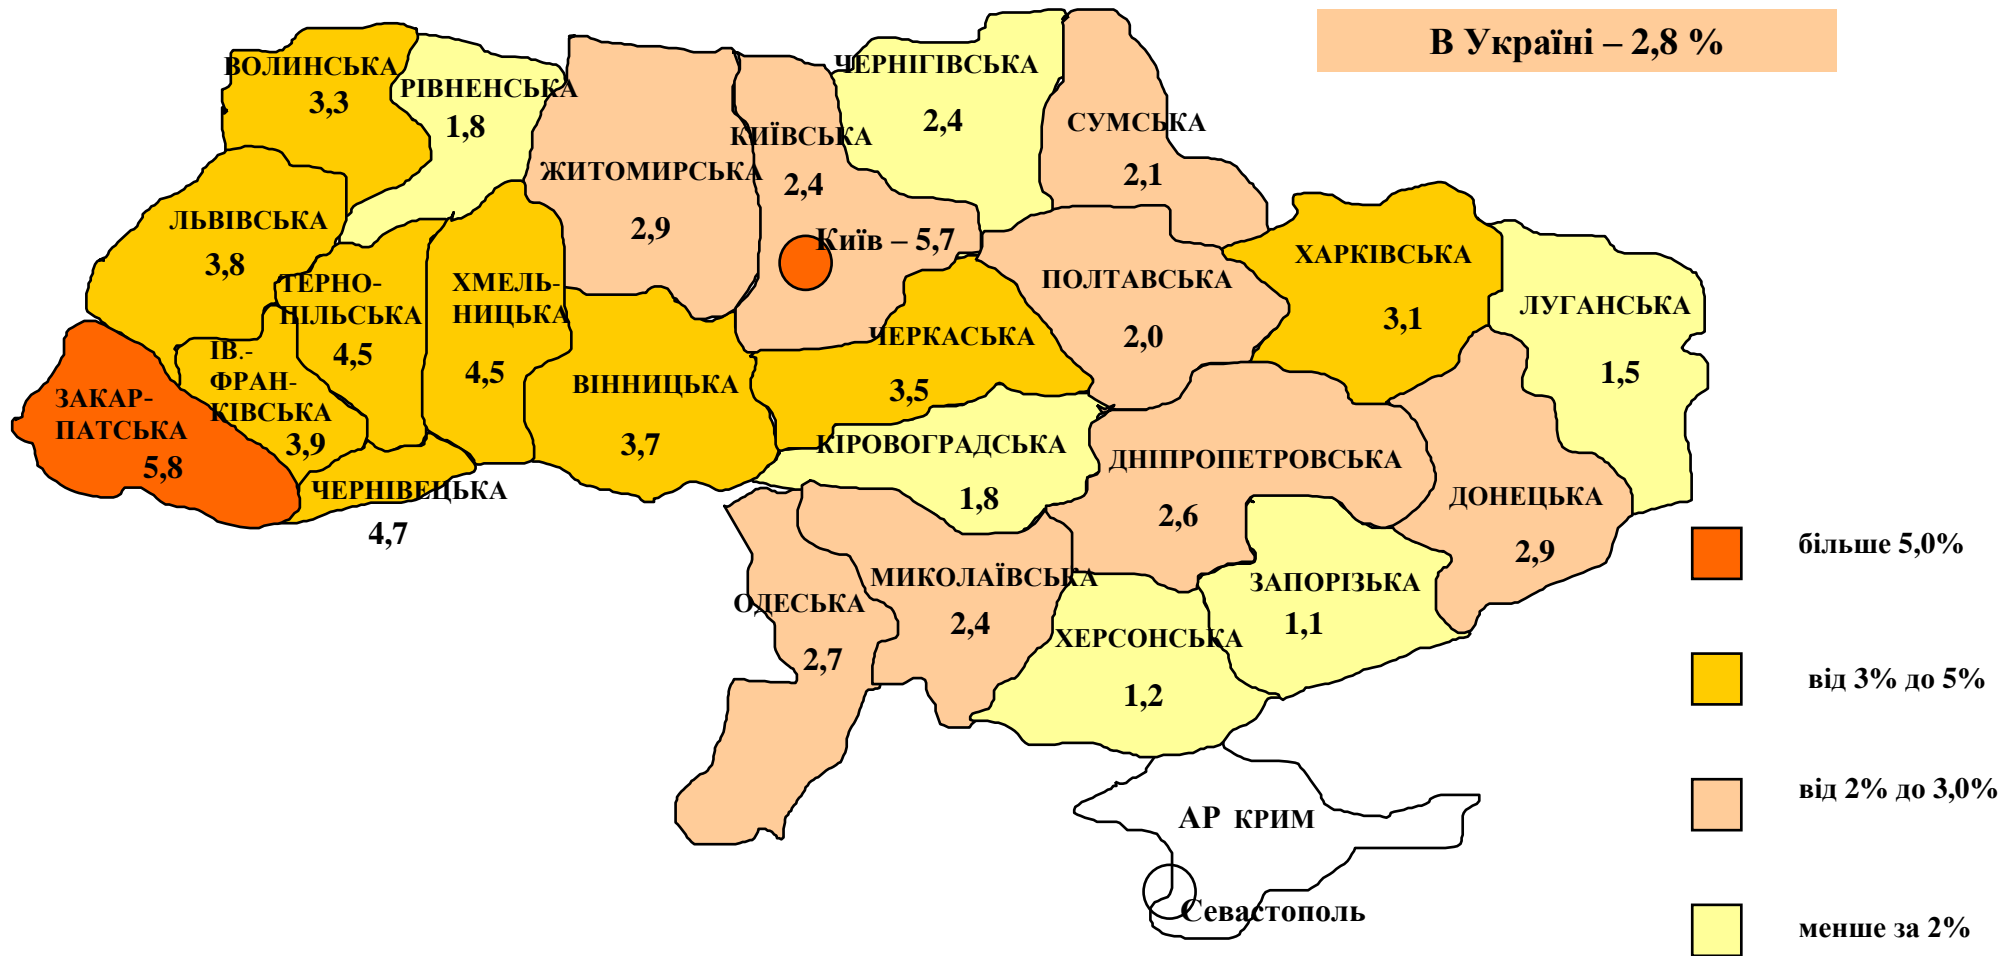 В Україні – 2,8 %
ВОЛИНСЬКА
3,3
РІВНЕНСЬКА
1,8
ЖИТОМИРСЬКА
2,9
КИЇВСЬКА
2,4
Київ – 5,7
ЧЕРНІГІВСЬКА
2,4
СУМСЬКА
2,1
ЛЬВІВСЬКА
3,8
ТЕРНО-
ПІЛЬСЬКА
4,5
ХМЕЛЬ-
НИЦЬКА
4,5
ІВ.-
ФРАН-
КІВСЬКА
3,9
ЗАКАР-
ПАТСЬКА
5,8
ЧЕРНІВЕЦЬКА
4,7
ВІННИЦЬКА
3,7
ЧЕРКАСЬКА
3,5
ПОЛТАВСЬКА
2,0
ХАРКІВСЬКА
3,1
ЛУГАНСЬКА
1,5
КІРОВОГРАДСЬКА
1,8
ДНІПРОПЕТРОВСЬКА
2,6
ДОНЕЦЬКА
2,9
ОДЕСЬКА
2,7
МИКОЛАЇВСЬКА
2,4
ХЕРСОНСЬКА
1,2
ЗАПОРІЗЬКА
1,1
АР КРИМ
Севастополь
більше 5,0%
від 3% до 5%
від 2% до 3,0%
менше за 2%